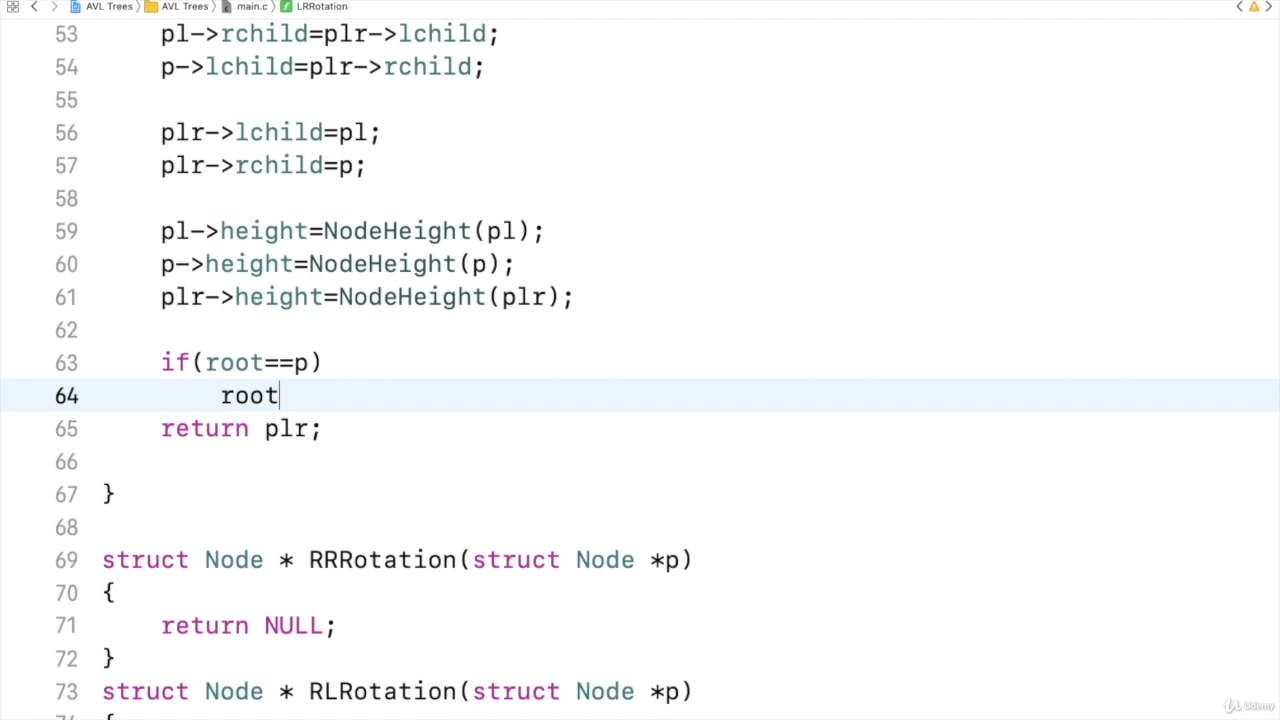 AVL Trees AVL Trees main.c LRRotation
53 pl->rchild=plr->lchild;
54 p->lchild=plr->rchild;
55
56 plr->lchild=pl;
57 plr->rchild=p;
58
59 pl->height=NodeHeight(pl);
60 p->height=NodeHeight(p);
61 plr->height=NodeHeight(plr);
62
63 if(root==p)
64 root
65 return plr;
66
67 }
68
69 struct Node * RRRotation(struct Node *p)
70 {
71 return NULL;
72 }
73 struct Node * RLRotation(struct Node *p)
{
Udemy